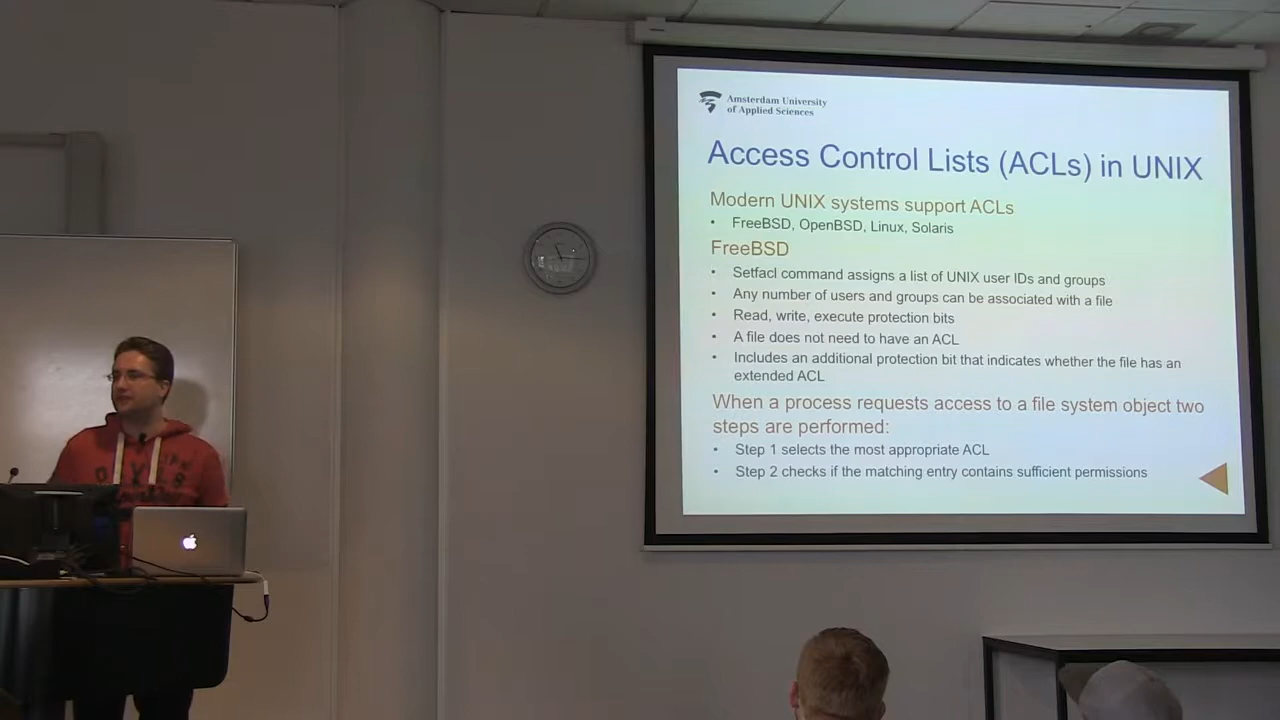 Amsterdam University
of Applied Sciences
Access Control Lists (ACLs) in UNIX
Modern UNIX systems support ACLs
• FreeBSD, OpenBSD, Linux, Solaris
FreeBSD
• Setfacl command assigns a list of UNIX user IDs and groups
• Any number of users and groups can be associated with a file
• Read, write, execute protection bits
• A file does not need to have an ACL
• Includes an additional protection bit that indicates whether the file has an
extended ACL
When a process requests access to a file system object two
steps are performed:
• Step 1 selects the most appropriate ACL
• Step 2 checks if the matching entry contains sufficient permissions